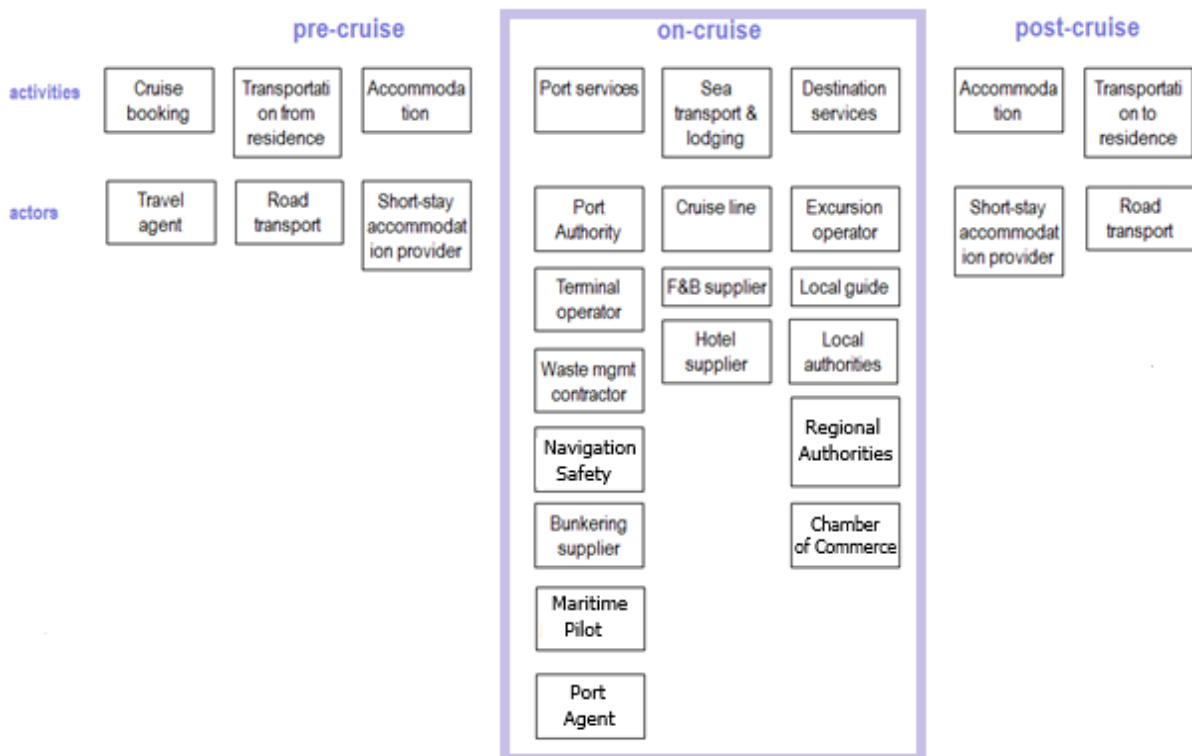 pre-cruise
on-cruise
post-cruise
activities
Cruise
booking
Transportati
on from
residence
Accommoda
tion
Port services
Sea
transport &
lodging
Destination
services
Accommoda
tion
Transportati
on to
residence
actors
Travel
agent
Road
transport
Short-stay
accommodat
ion provider
Port
Authority
Cruise line
Excursion
operator
Short-stay
accommodat
ion provider
Road
transport
Terminal
operator
F&B supplier
Local guide
Waste mgmt
contractor
Hotel
supplier
Local
authorities
Navigation
Safety
Regional
Authorities
Bunkering
supplier
Chamber
of Commerce
Maritime
Pilot
Port
Agent